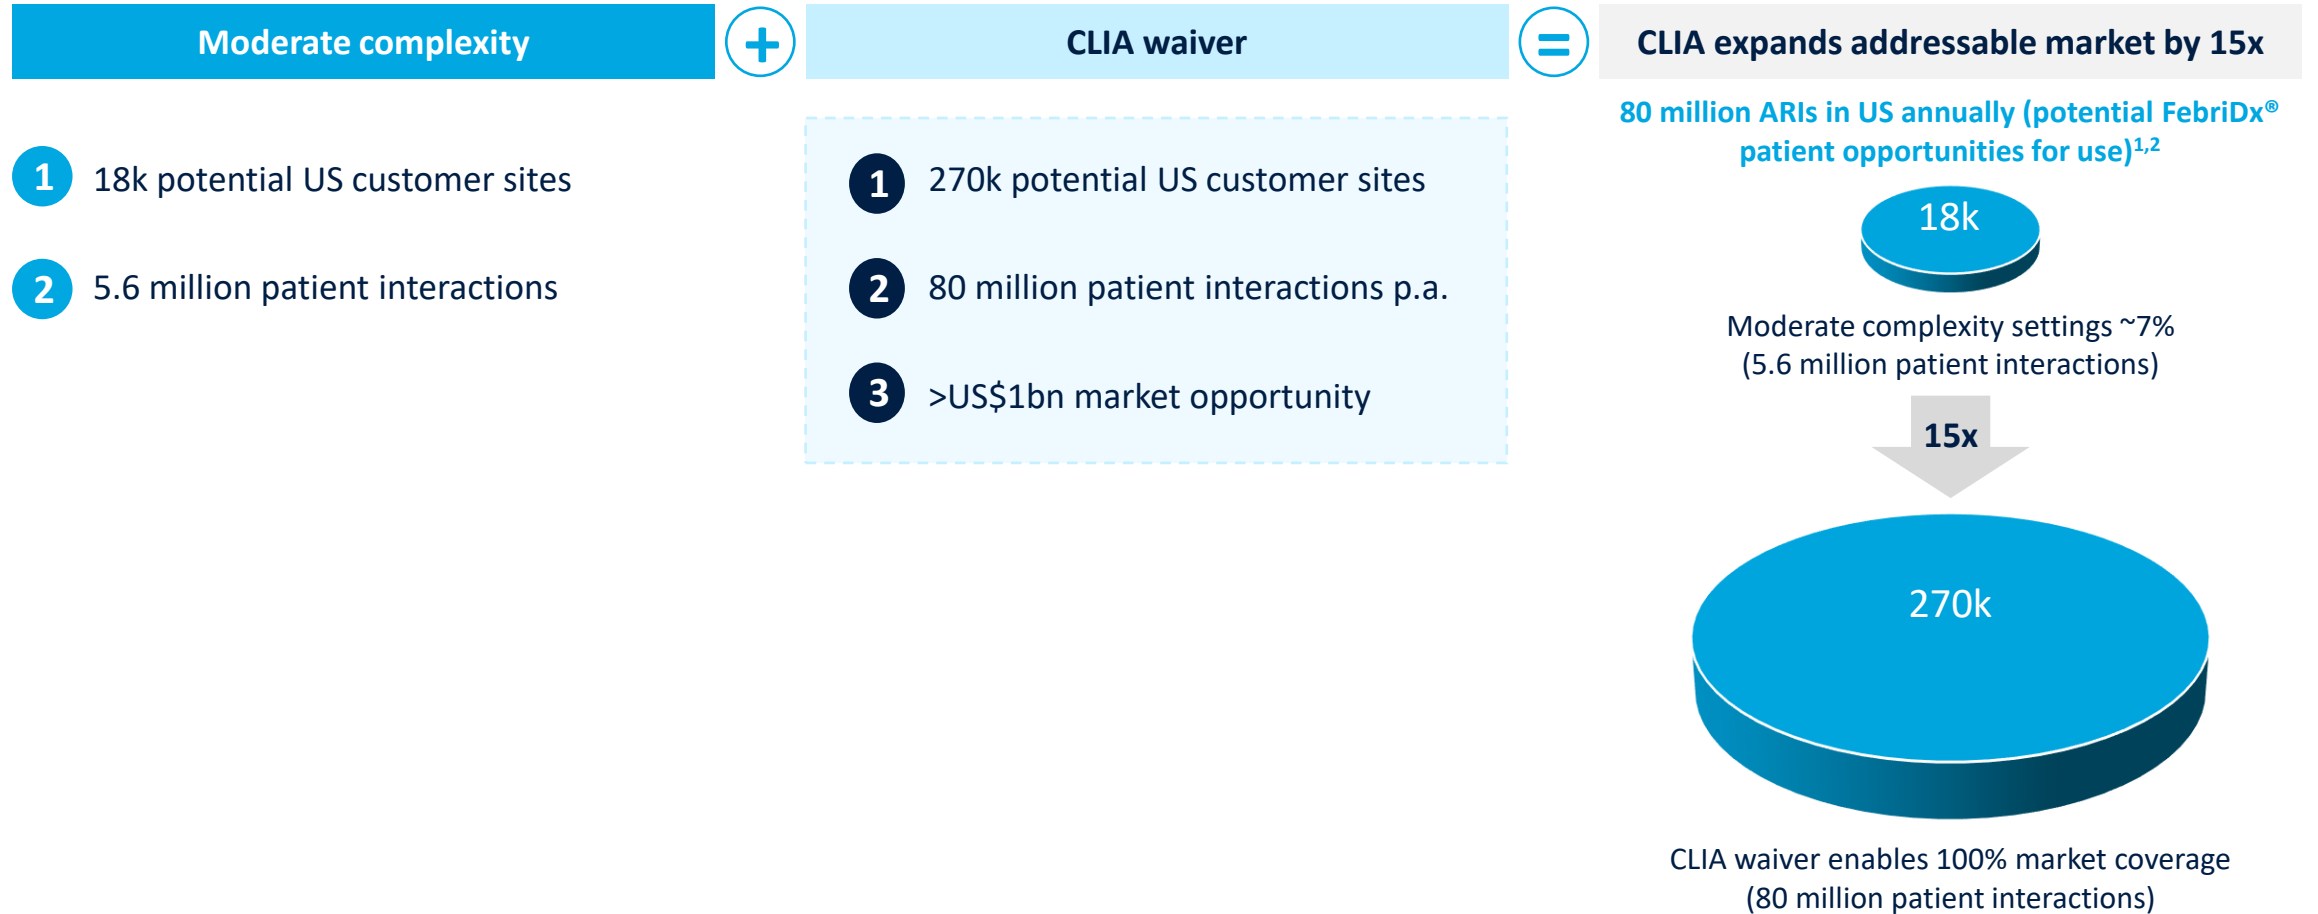 Moderate complexity
+
CLIA waiver
=
CLIA expands addressable market by 15x
1 18k potential US customer sites
2 5.6 million patient interactions
1 270k potential US customer sites
2 80 million patient interactions p.a.
3 >US$1bn market opportunity
80 million ARIs in US annually (potential FebriDx®
patient opportunities for use)1,2
18k
Moderate complexity settings ~7%
(5.6 million patient interactions)
15x
270k
CLIA waiver enables 100% market coverage
(80 million patient interactions)